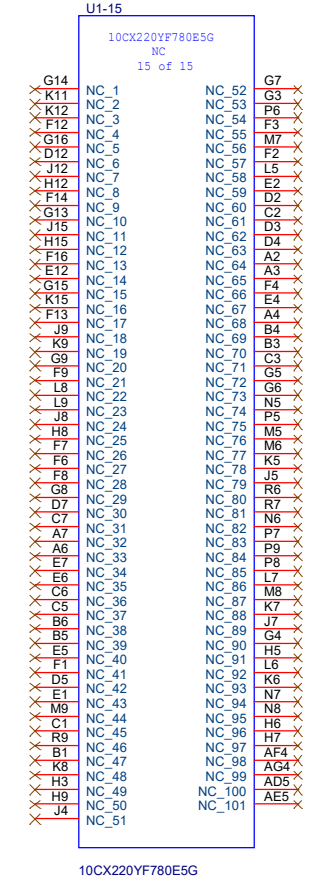 U1-15
10CX220YF780E5G
NC
15 of 15
G14 NC_1 NC_52 G7
K11 NC_2 NC_53 G3
K12 NC_3 NC_54 P6
F12 NC_4 NC_55 F3
G16 NC_5 NC_56 M7
D12 NC_6 NC_57 F2
J12 NC_7 NC_58 L5
H12 NC_8 NC_59 E2
F14 NC_9 NC_60 D2
G13 NC_10 NC_61 C2
J15 NC_11 NC_62 D3
H15 NC_12 NC_63 D4
F16 NC_13 NC_64 A2
E12 NC_14 NC_65 A3
G15 NC_15 NC_66 F4
K15 NC_16 NC_67 E4
F13 NC_17 NC_68 A4
J9 NC_18 NC_69 B4
K9 NC_19 NC_70 B3
G9 NC_20 NC_71 C3
F9 NC_21 NC_72 G5
L8 NC_22 NC_73 G6
L9 NC_23 NC_74 N5
J8 NC_24 NC_75 P5
H8 NC_25 NC_76 M5
F7 NC_26 NC_77 M6
F6 NC_27 NC_78 K5
F8 NC_28 NC_79 J5
G8 NC_29 NC_80 R6
D7 NC_30 NC_81 R7
C7 NC_31 NC_82 N6
A7 NC_32 NC_83 P7
A6 NC_33 NC_84 P9
E7 NC_34 NC_85 P8
E6 NC_35 NC_86 L7
C6 NC_36 NC_87 M8
C5 NC_37 NC_88 K7
B6 NC_38 NC_89 J7
B5 NC_39 NC_90 G4
E5 NC_40 NC_91 H5
F1 NC_41 NC_92 L6
D5 NC_42 NC_93 K6
E1 NC_43 NC_94 N7
M9 NC_44 NC_95 N8
C1 NC_45 NC_96 H6
R9 NC_46 NC_97 H7
B1 NC_47 NC_98 AF4
K8 NC_48 NC_99 AG4
H3 NC_49 NC_100 AD5
H9 NC_50 NC_101 AE5
J4 NC_51
10CX220YF780E5G